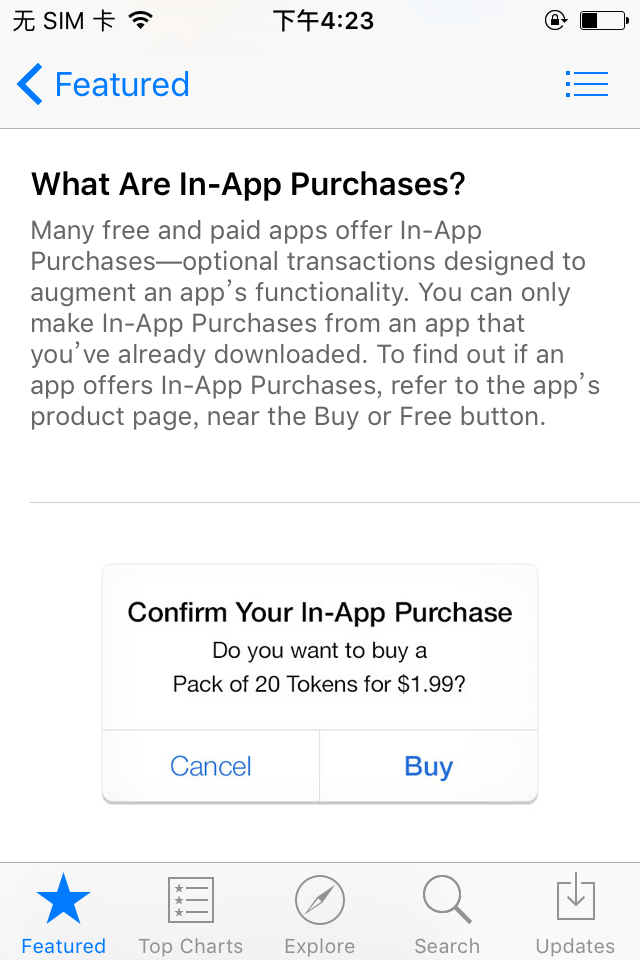 无 SIM 卡 下午4:23
Featured
What Are In-App Purchases?
Many free and paid apps offer In-App
Purchases—optional transactions designed to
augment an app’s functionality. You can only
make In-App Purchases from an app that
you’ve already downloaded. To find out if an
app offers In-App Purchases, refer to the app’s
product page, near the Buy or Free button.
Confirm Your In-App Purchase
Do you want to buy a
Pack of 20 Tokens for $1.99?
Cancel Buy
Featured Top Charts Explore Search Updates